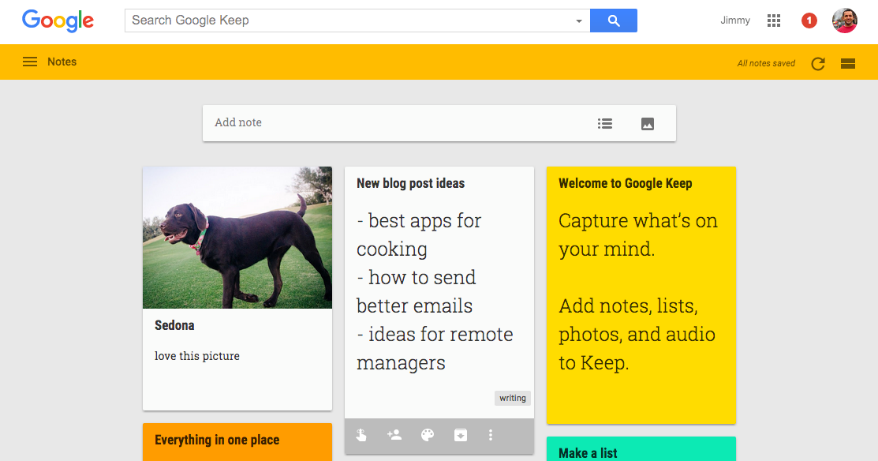 Google
Search Google Keep
Jimmy
1
Notes
All notes saved
Add note
Sedona
love this picture
New blog post ideas
- best apps for
cooking
- how to send
better emails
- ideas for remote
managers
writing
Welcome to Google Keep
Capture what's on
your mind.
Add notes, lists,
photos, and audio
to Keep.
Everything in one place
Make a list